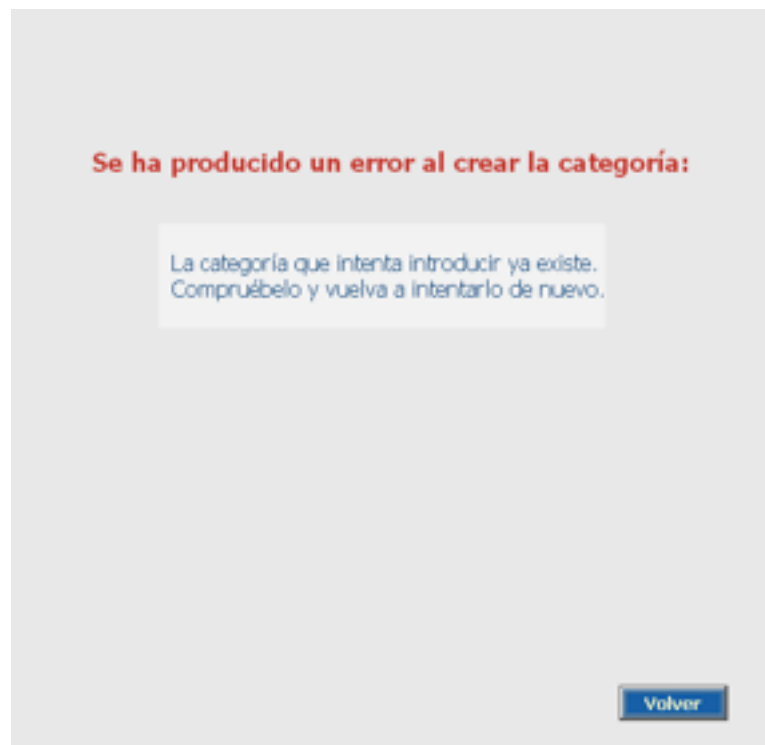 Se ha producido un error al crear la categoría:
La categoría que intenta introducir ya existe.
Compruébelo y vuelva a intentarlo de nuevo.
Volver